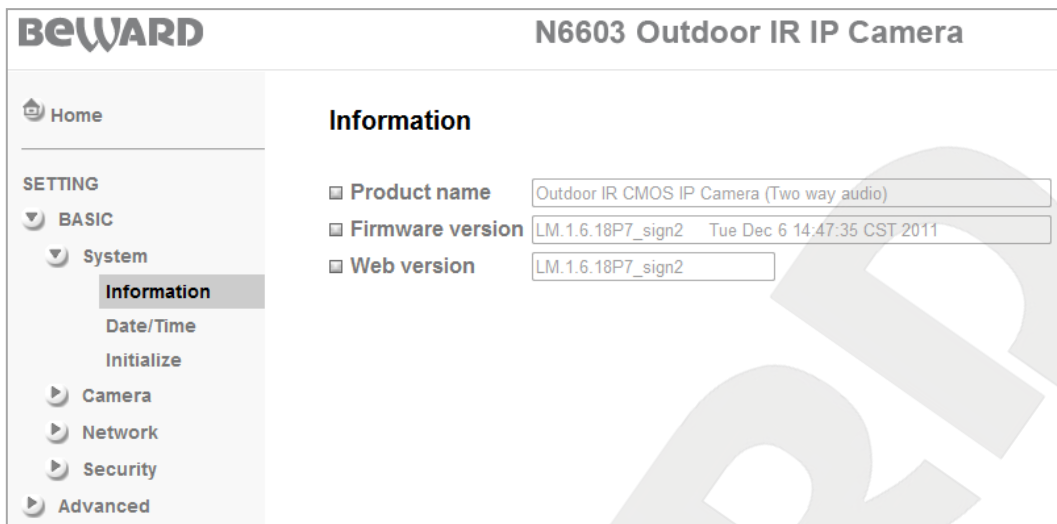 BEWARD
N6603 Outdoor IR IP Camera
Home
SETTING
BASIC
System
Information
Date/Time
Initialize
Camera
Network
Security
Advanced
Information
Product name Outdoor IR CMOS IP Camera (Two way audio)
Firmware version LM.1.6.18P7_sign2 Tue Dec 6 14:47:35 CST 2011
Web version LM.1.6.18P7_sign2